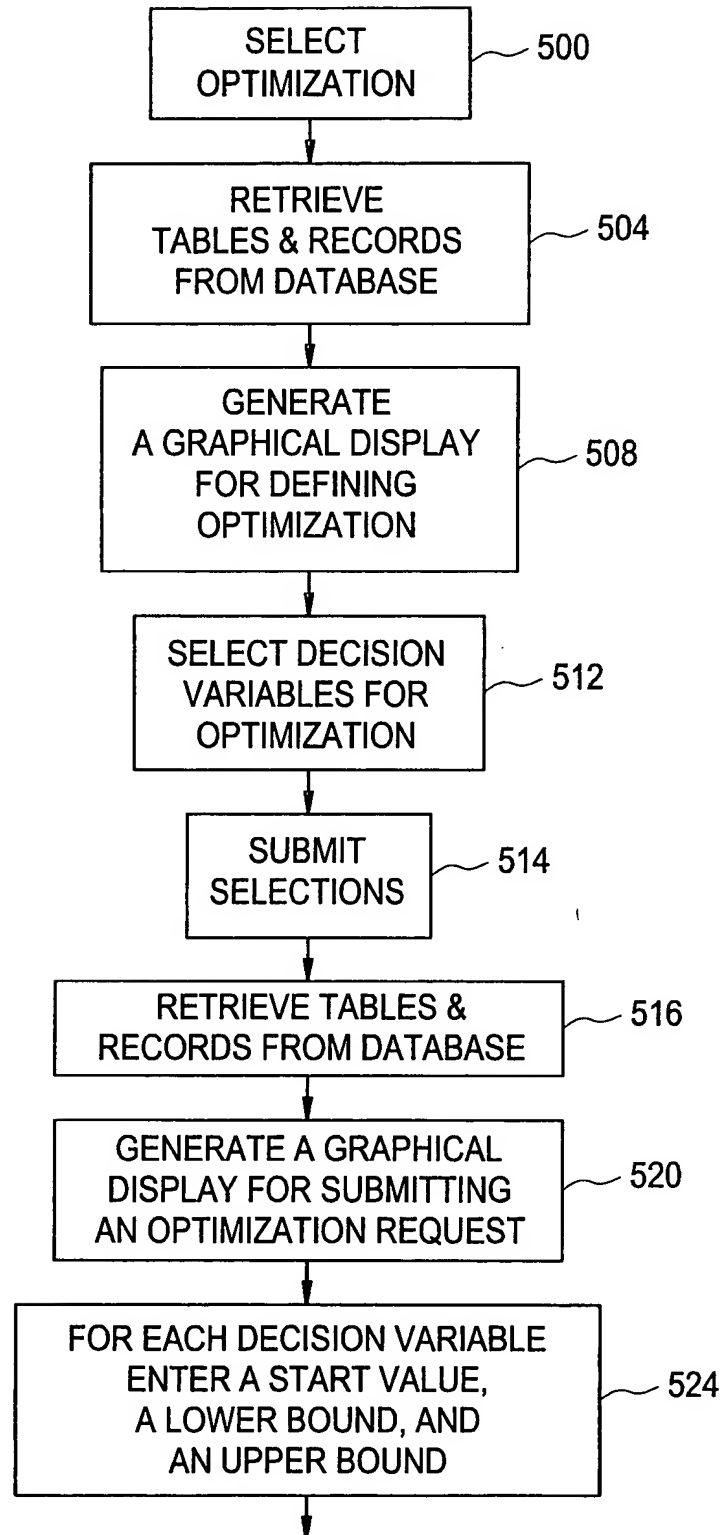 SELECT
OPTIMIZATION
500
RETRIEVE
TABLES & RECORDS
FROM DATABASE
504
GENERATE
A GRAPHICAL DISPLAY
FOR DEFINING
OPTIMIZATION
508
SELECT DECISION
VARIABLES FOR
OPTIMIZATION
512
SUBMIT
SELECTIONS
514
RETRIEVE TABLES &
RECORDS FROM DATABASE
516
GENERATE A GRAPHICAL
DISPLAY FOR SUBMITTING
AN OPTIMIZATION REQUEST
520
FOR EACH DECISION VARIABLE
ENTER A START VALUE,
A LOWER BOUND, AND
AN UPPER BOUND
524